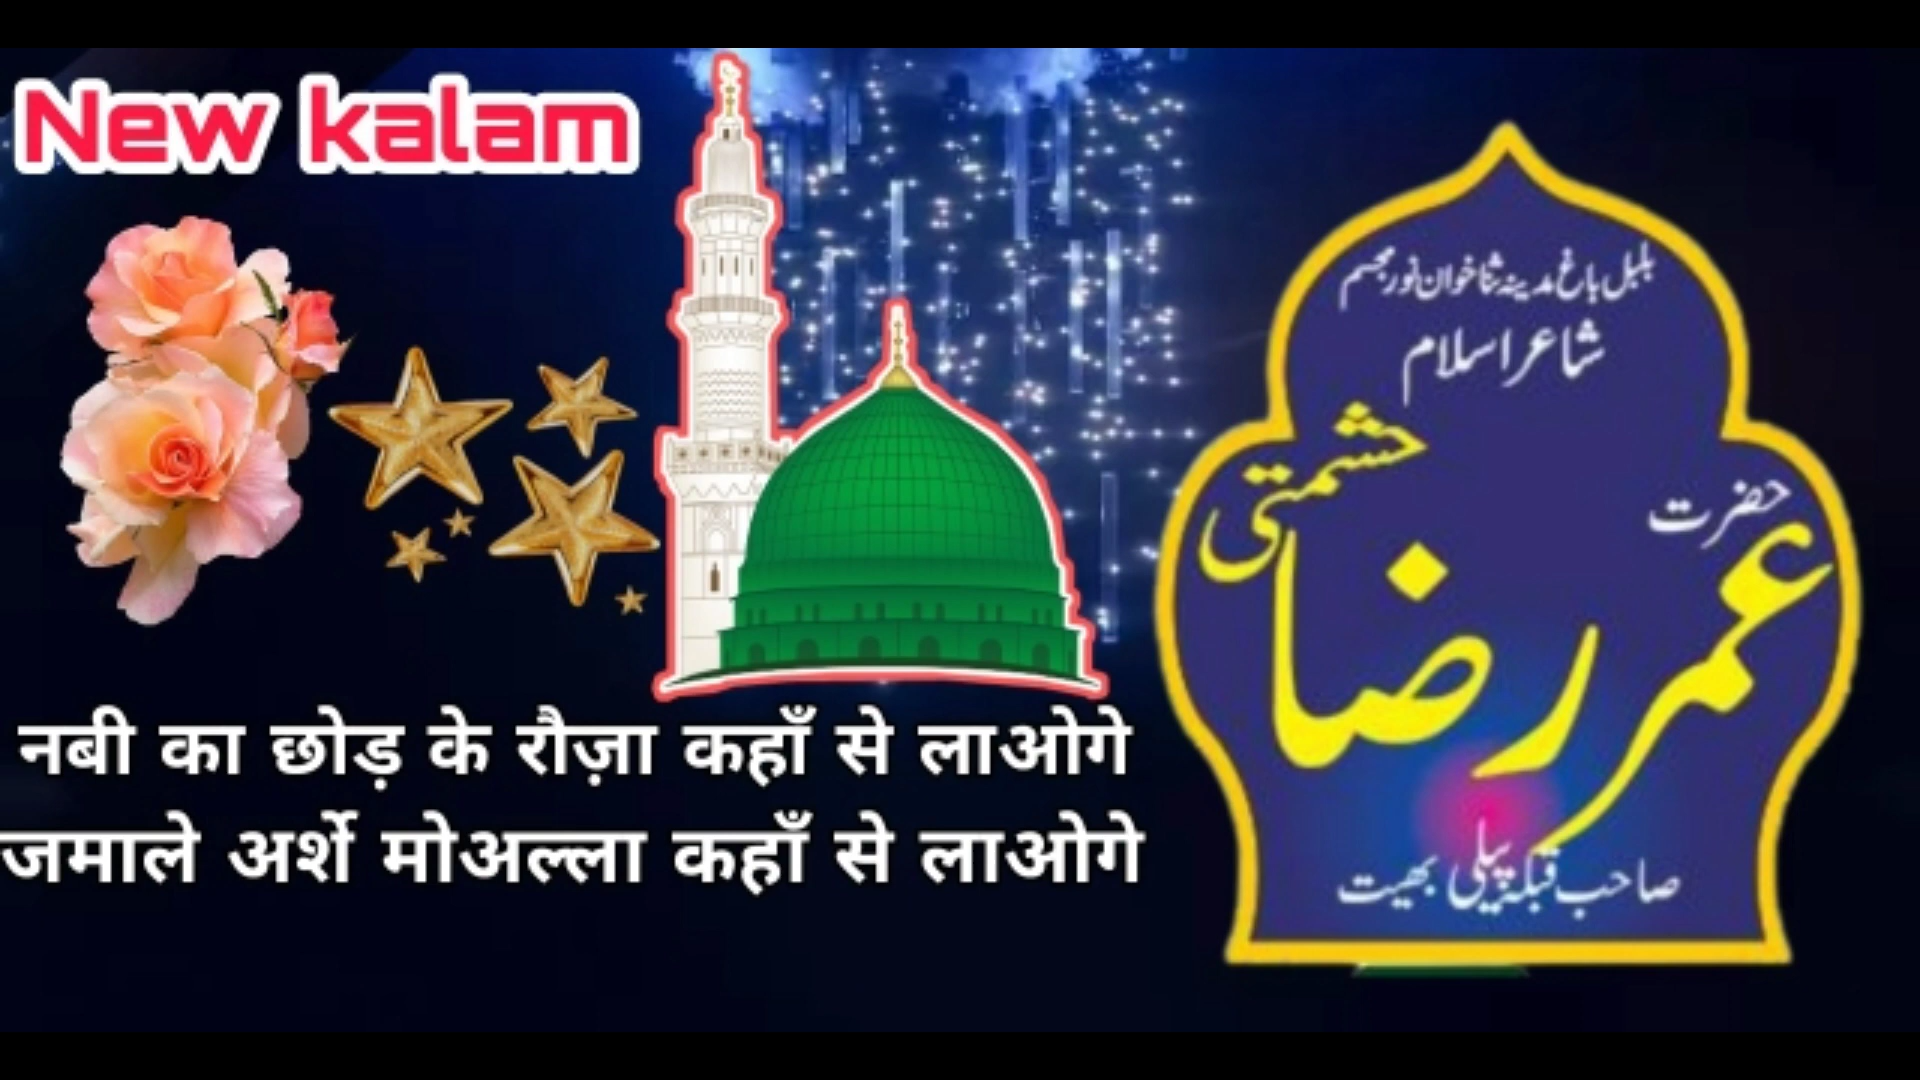 New kalam
بلبل باغ مدینہ ثناخوان نور مجسم
شاعر اسلام
حضرت
عمر رضا حشمتی
صاحب قبلہ پیلی بھیت
नबी का छोड़ के रौज़ा कहाँ से लाओगे
जमाले अर्शे मोअल्ला कहाँ से लाओगे